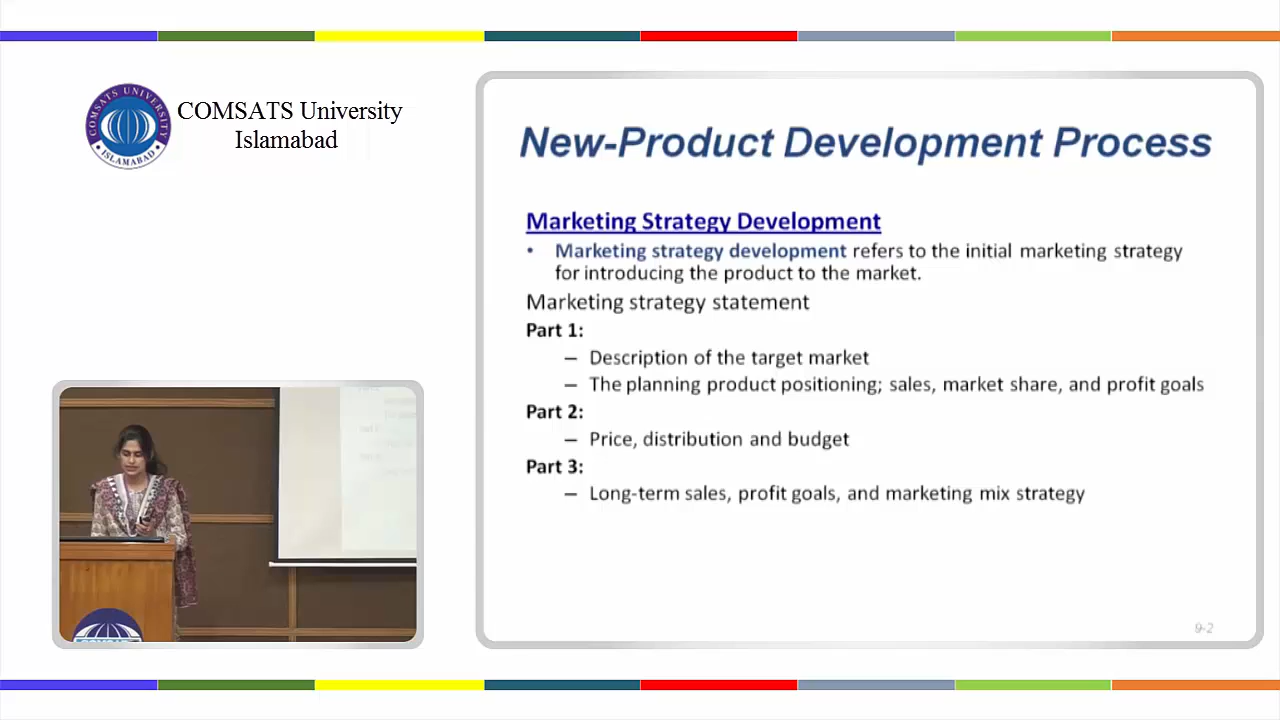 COMSATS UNIVERSITY
• ISLAMABAD •
COMSATS University
Islamabad
New-Product Development Process
Marketing Strategy Development
• Marketing strategy development refers to the initial marketing strategy
for introducing the product to the market.
Marketing strategy statement
Part 1:
– Description of the target market
– The planning product positioning; sales, market share, and profit goals
Part 2:
– Price, distribution and budget
Part 3:
– Long-term sales, profit goals, and marketing mix strategy
9-2